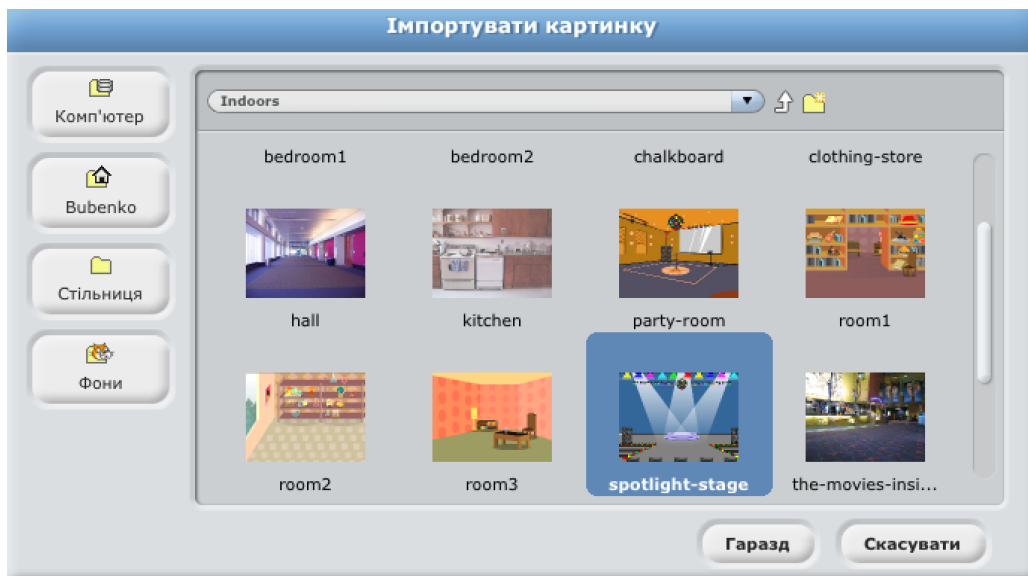 Імпортувати картинку
Комп'ютер
Bubenko
Стільниця
Фони
Indoors
bedroom1 bedroom2 chalkboard clothing-store
hall kitchen party-room room1
room2 room3 spotlight-stage the-movies-insi...
Гаразд Скасувати